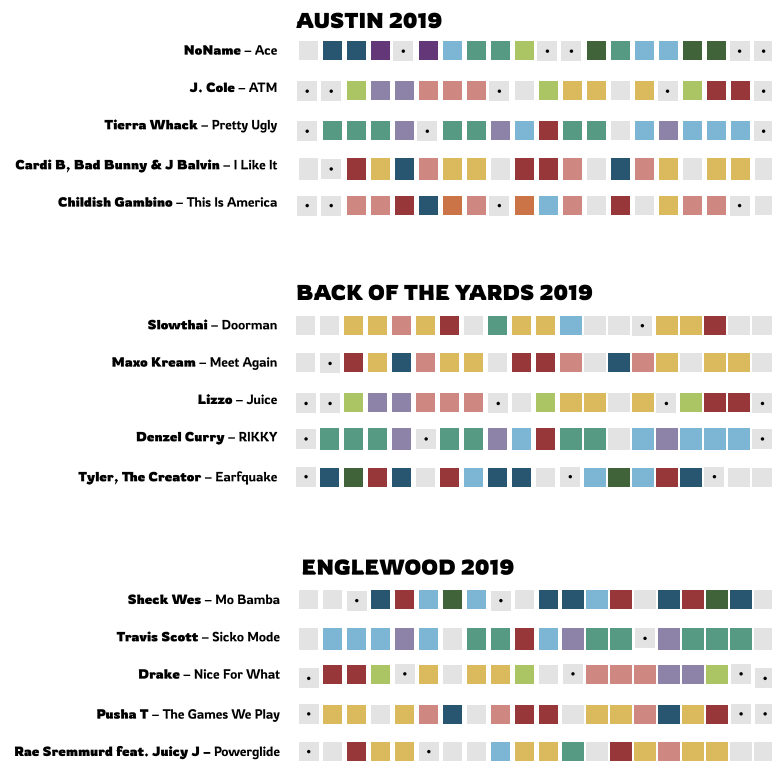 AUSTIN 2019
NoName – Ace
J. Cole – ATM
Tierra Whack – Pretty Ugly
Cardi B, Bad Bunny & J Balvin – I Like It
Childish Gambino – This Is America
BACK OF THE YARDS 2019
Slowthai – Doorman
Maxo Kream – Meet Again
Lizzo – Juice
Denzel Curry – RIKKY
Tyler, The Creator – Earfquake
ENGLEWOOD 2019
Sheck Wes – Mo Bamba
Travis Scott – Sicko Mode
Drake – Nice For What
Pusha T – The Games We Play
Rae Sremmurd feat. Juicy J – Powerglide